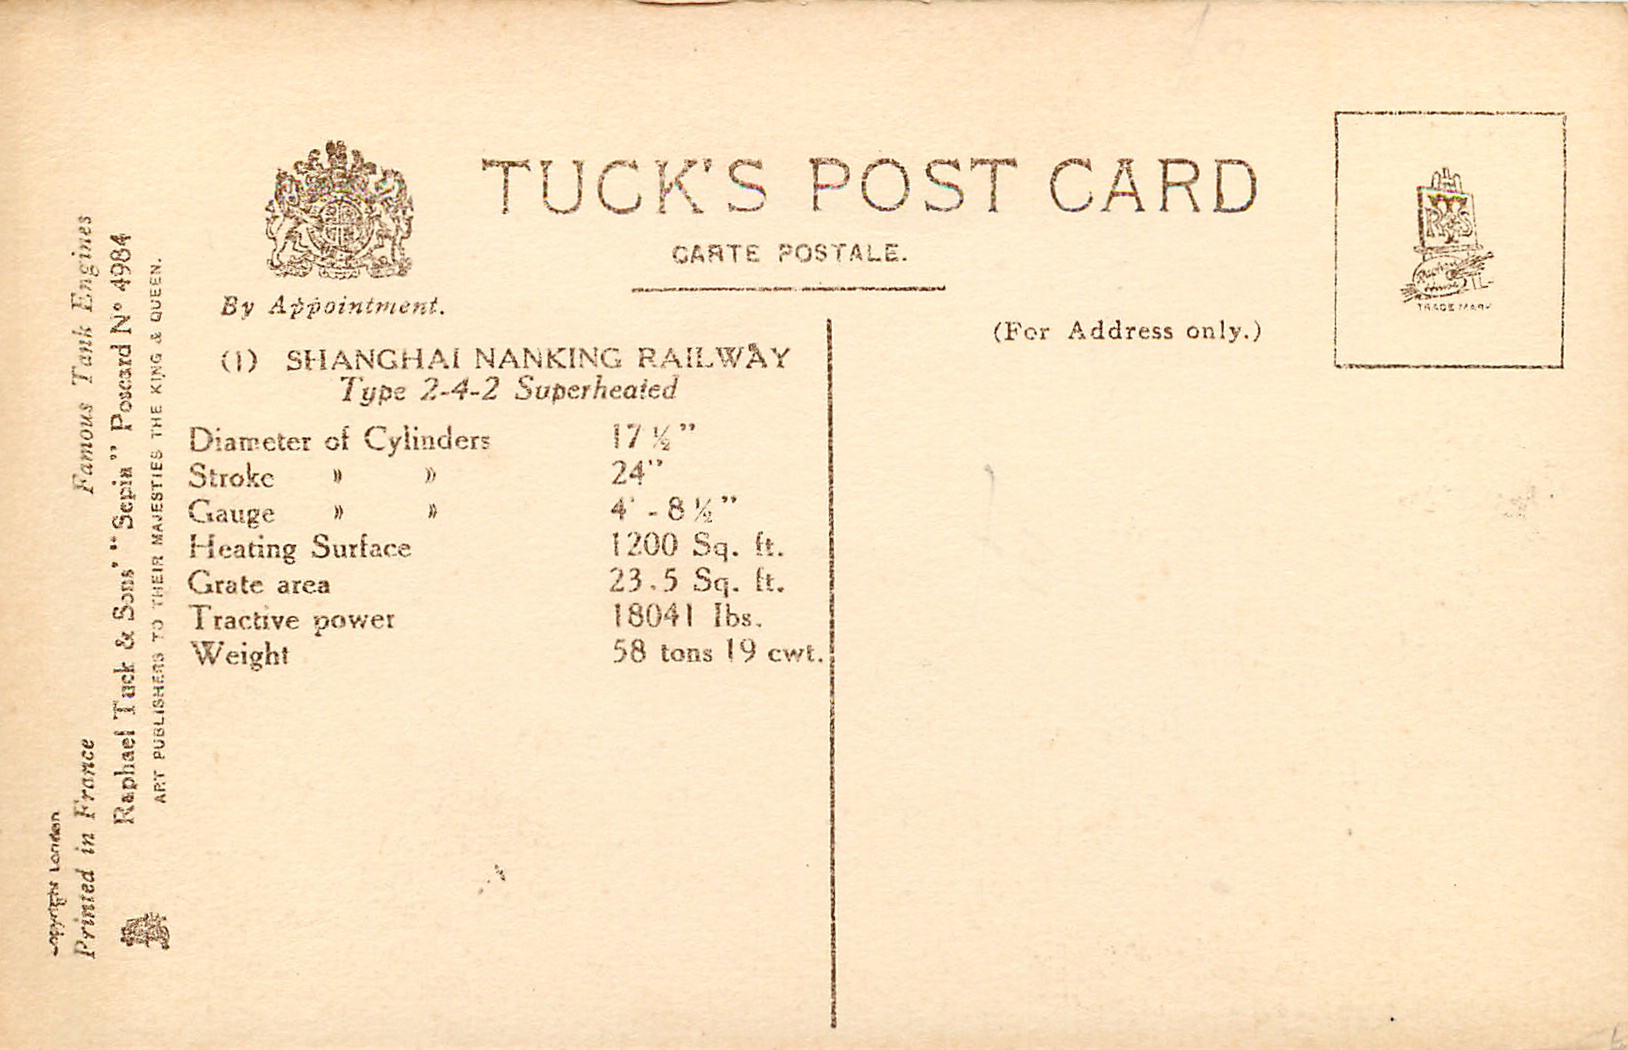 TUCK'S POST CARD
CARTE POSTALE.
By Appointment.
(For Address only.)
R & S
TRADE MARK
(1) SHANGHAI NANKING RAILWAY
Type 2-4-2 Superheated
Diameter of Cylinders 17 ½"
Stroke » » 24"
Gauge » » 4' - 8 ½"
Heating Surface 1200 Sq. ft.
Grate area 23.5 Sq. ft.
Tractive power 18041 lbs.
Weight 58 tons 19 cwt.
Copyright London
Printed in France Famous Tank Engines
Raphael Tuck & Sons' "Sepia" Poscard Nº 4984
ART PUBLISHERS TO THEIR MAJESTIES THE KING & QUEEN.